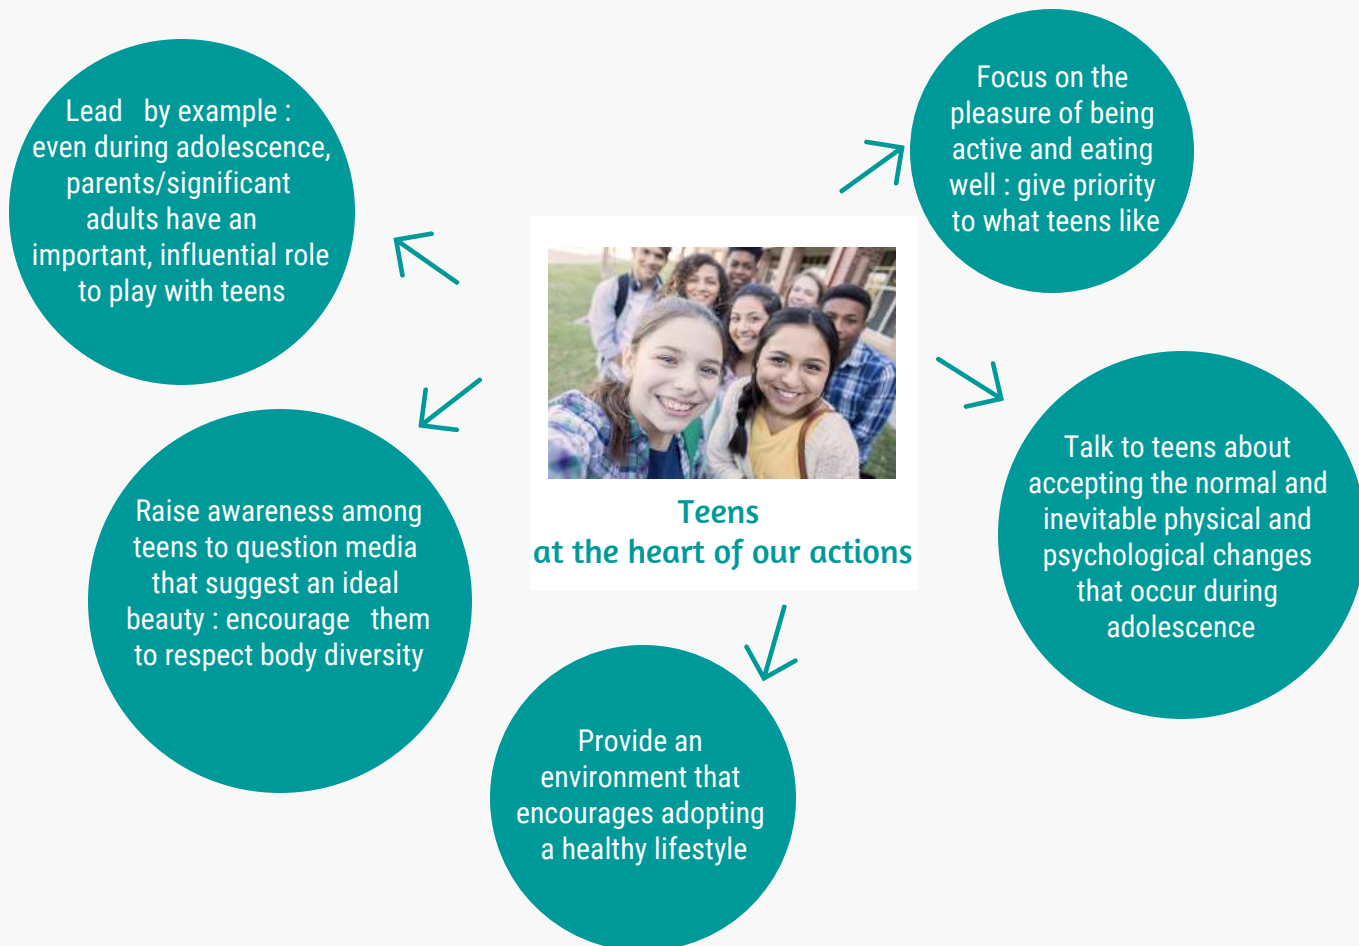 Lead by example :
even during adolescence,
parents/significant
adults have an
important, influential role
to play with teens
Focus on the
pleasure of being
active and eating
well : give priority
to what teens like
Teens
at the heart of our actions
Raise awareness among
teens to question media
that suggest an ideal
beauty : encourage them
to respect body diversity
Talk to teens about
accepting the normal and
inevitable physical and
psychological changes
that occur during
adolescence
Provide an
environment that
encourages adopting
a healthy lifestyle